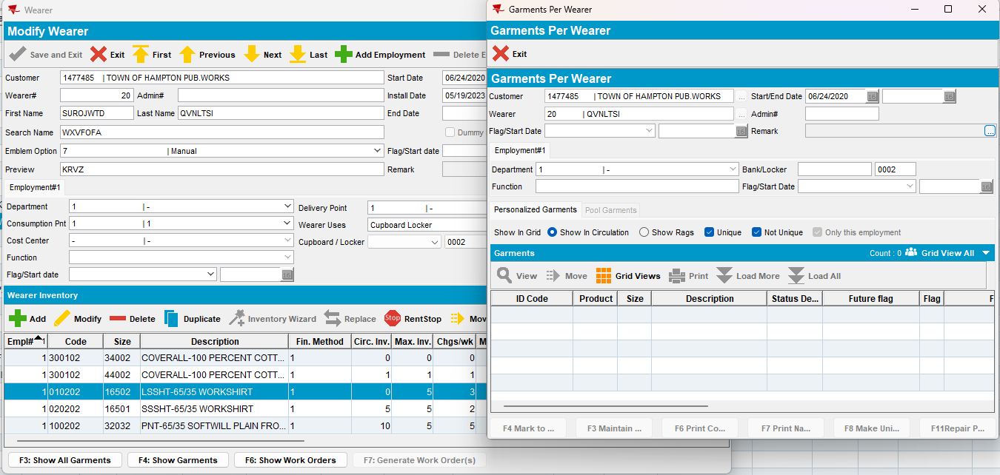 Wearer
Modify Wearer
Save and Exit Exit First Previous Next Last Add Employment Delete E
Customer 1477485 | TOWN OF HAMPTON PUB.WORKS Start Date 06/24/2020
Wearer# 20 Admin# Install Date 05/19/2023
First Name SUROJWTD Last Name QVNLTSI End Date
Search Name WXVFOFA Dummy
Emblem Option 7 | Manual Flag/Start date
Preview KRVZ Remark
Employment#1
Department 1 | - Delivery Point 1 | -
Consumption Pnt 1 | 1 Wearer Uses Cupboard Locker
Cost Center - | - Cupboard / Locker 0002
Function
Flag/Start date 16
Wearer Inventory
Add Modify Delete Duplicate Inventory Wizard Replace Stop RentStop Mov
Empl# 1 Code Size Description Fin. Method Circ. Inv. Max. Inv. Chgs/wk M
1 300102 34002 COVERALL-100 PERCENT COTT... 1 0 0 0
1 300102 44002 COVERALL-100 PERCENT COTT... 1 1 1 1
1 010202 16502 LSSHT-65/35 WORKSHIRT 1 0 5 3
1 020202 16501 SSSHT-65/35 WORKSHIRT 1 5 5 2
1 100202 32032 PNT-65/35 SOFTWILL PLAIN FRO... 1 10 5 5
F3: Show All Garments F4: Show Garments F6: Show Work Orders F7: Generate Work Order(s)
Garments Per Wearer
Garments Per Wearer
Exit
Garments Per Wearer
Customer 1477485 | TOWN OF HAMPTON PUB.WORKS ... Start/End Date 06/24/2020 16 16
Wearer 20 | QVNLTSI ... Admin#
Flag/Start Date 16 Remark ...
Employment#1
Department 1 | - Bank/Locker 0002
Function Flag/Start Date 16
Personalized Garments Pool Garments
Show In Grid Show In Circulation Show Rags Unique Not Unique Only this employment
Garments Count : 0 Grid View All
View Move Grid Views Print Load More Load All
ID Code Product Size Description Status De... Future flag Flag F
F4 Mark to ... F3 Maintain ... F6 Print Co... F7 Print Na... F8 Make Uni... F11Repair P...